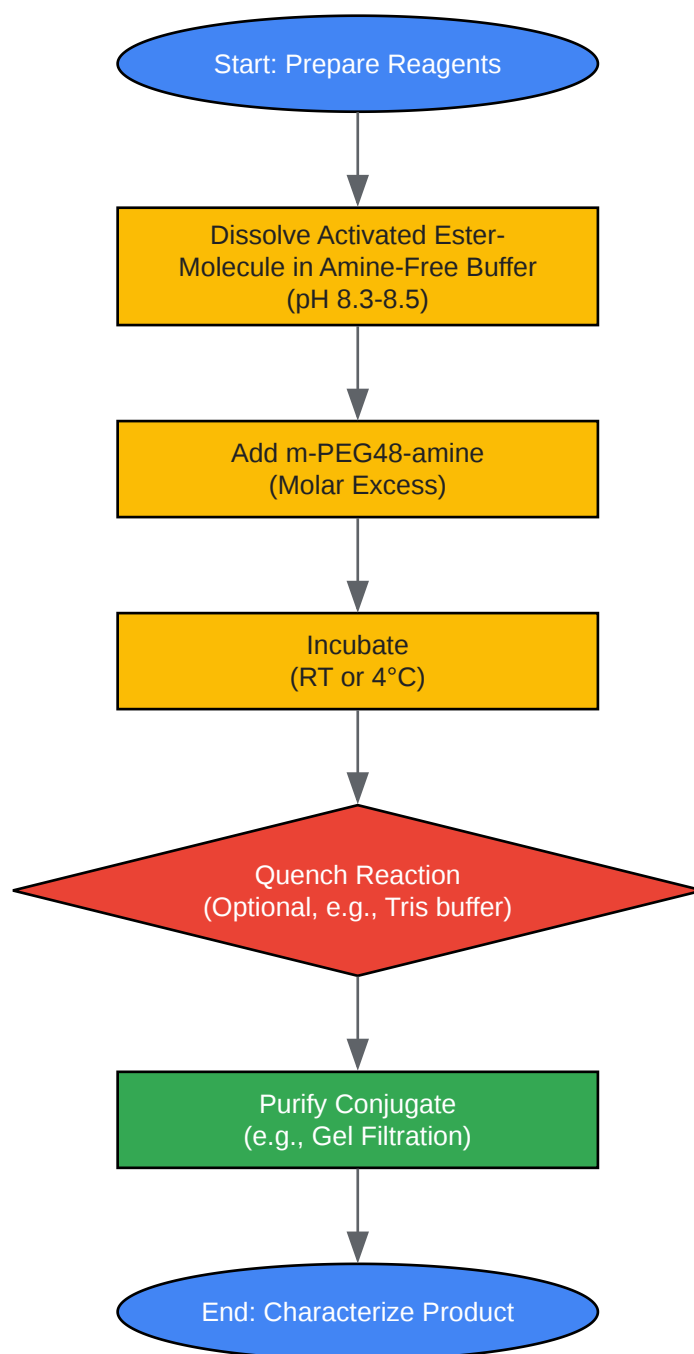 Start: Prepare Reagents
Dissolve Activated Ester-
Molecule in Amine-Free Buffer
(pH 8.3-8.5)
Add m-PEG48-amine
(Molar Excess)
Incubate
(RT or 4°C)
Quench Reaction
(Optional, e.g., Tris buffer)
Purify Conjugate
(e.g., Gel Filtration)
End: Characterize Product